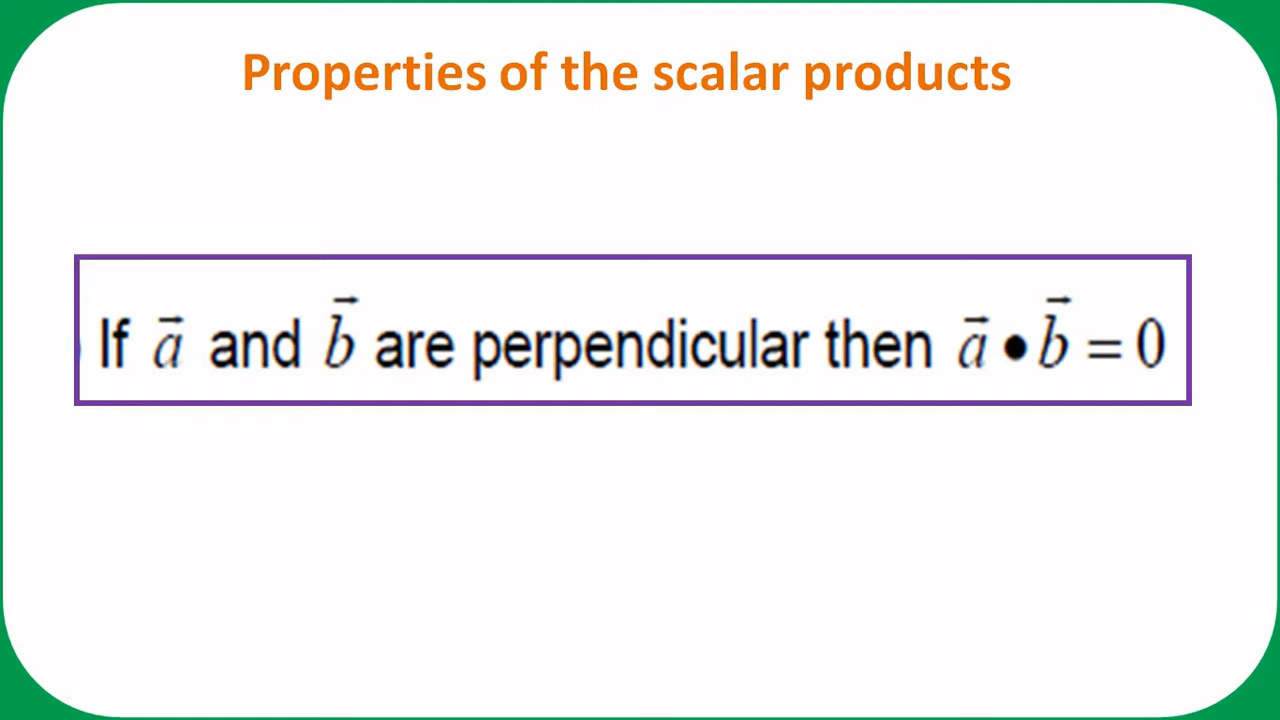 Properties of the scalar products
If a⃗ and b⃗ are perpendicular then a⃗ • b⃗ = 0